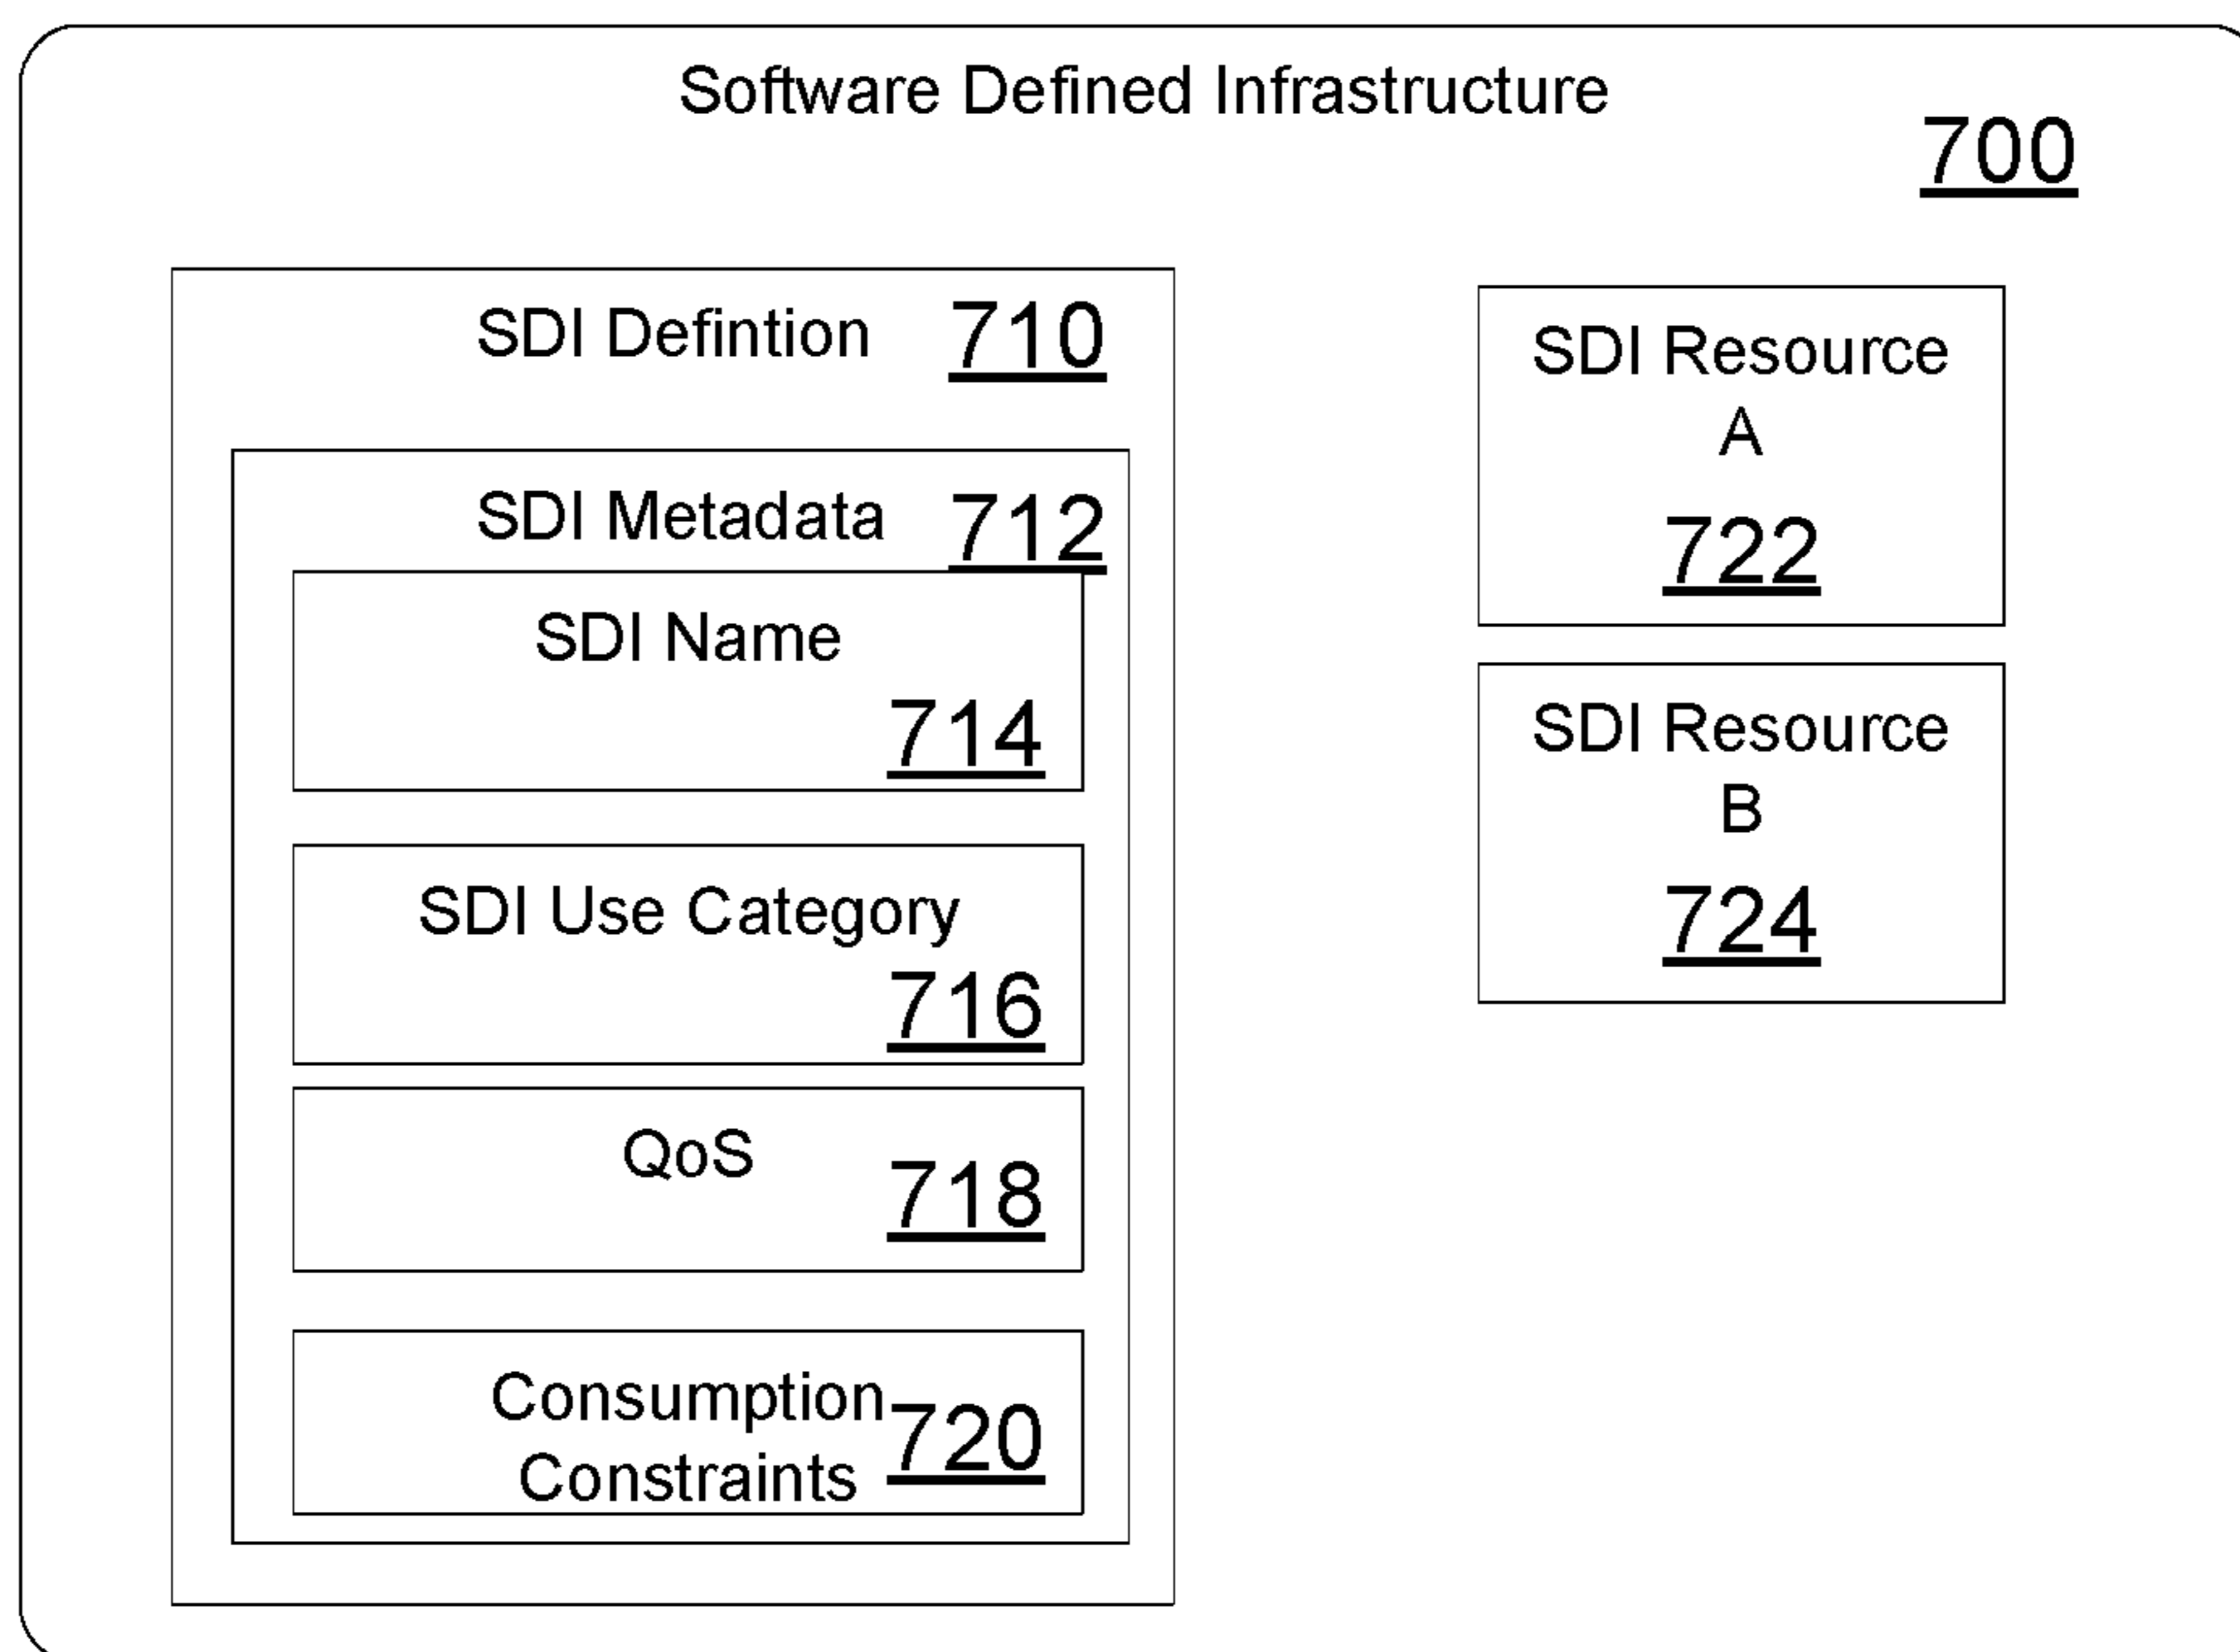 Software Defined Infrastructure
700
SDI Defintion 710
SDI Metadata 712
SDI Name
714
SDI Use Category
716
QoS 718
Consumption
Constraints 720
SDI Resource
A
722
SDI Resource
B
724